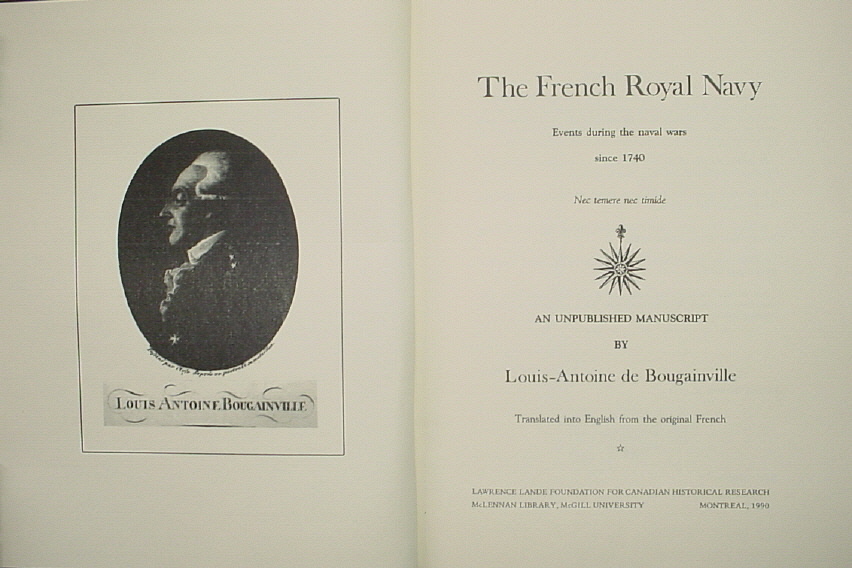 LOUIS ANTOINE BOUGAINVILLE
The French Royal Navy
Events during the naval wars
since 1740
Nec temere nec timide
AN UNPUBLISHED MANUSCRIPT
BY
Louis-Antoine de Bougainville
Translated into English from the original French
LAWRENCE LANDE FOUNDATION FOR CANADIAN HISTORICAL RESEARCH
McLENNAN LIBRARY, McGILL UNIVERSITY MONTREAL, 1990